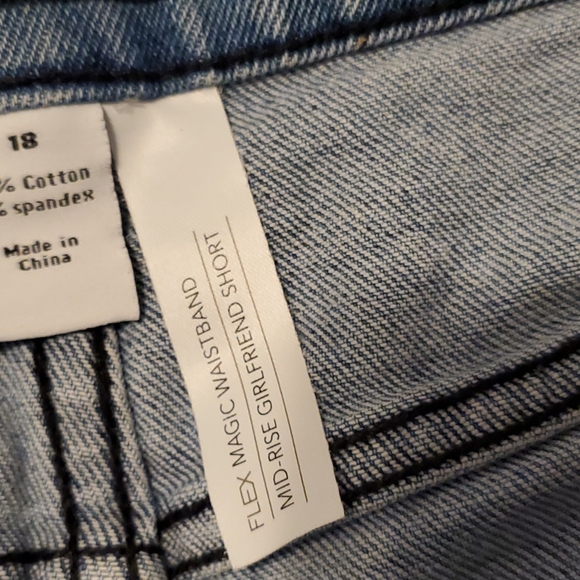 18
% Cotton
% spandex
Made in
China
FLEX MAGIC WAISTBAND
MID-RISE GIRLFRIEND SHORT